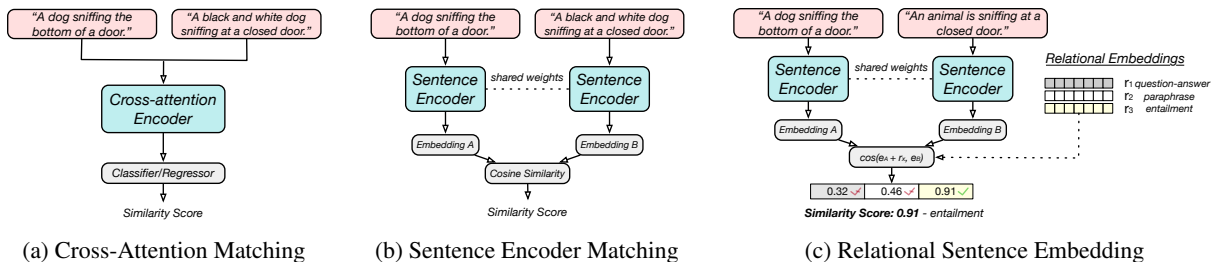 “A dog sniffing the
bottom of a door.”
“A black and white dog
sniffing at a closed door.”
Cross-attention
Encoder
Classifier/Regressor
Similarity Score
(a) Cross-Attention Matching
“A dog sniffing the
bottom of a door.”
“A black and white dog
sniffing at a closed door.”
Sentence
Encoder
shared weights
Sentence
Encoder
Embedding A
Embedding B
Cosine Similarity
Similarity Score
(b) Sentence Encoder Matching
“A dog sniffing the
bottom of a door.”
“An animal is sniffing at a
closed door.”
Sentence
Encoder
shared weights
Sentence
Encoder
Relational Embeddings
r1 question-answer
r2 paraphrase
r3 entailment
Embedding A
Embedding B
cos(eA + rx, eB)
0.32
0.46
0.91
Similarity Score: 0.91 - entailment
(c) Relational Sentence Embedding